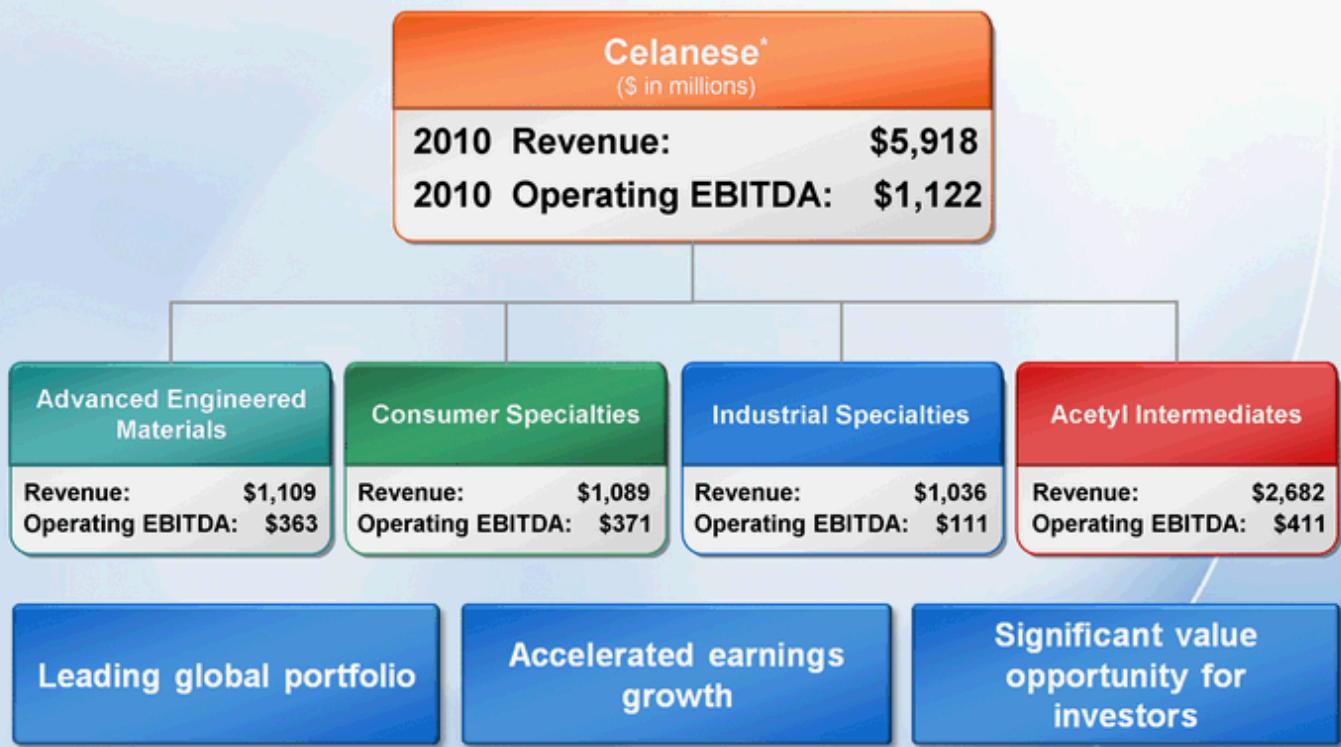 Celanese*
($ in millions)
2010 Revenue: $5,918
2010 Operating EBITDA: $1,122
Advanced Engineered
Materials
Revenue: $1,109
Operating EBITDA: $363
Consumer Specialties
Revenue: $1,089
Operating EBITDA: $371
Industrial Specialties
Revenue: $1,036
Operating EBITDA: $111
Acetyl Intermediates
Revenue: $2,682
Operating EBITDA: $411
Leading global portfolio
Accelerated earnings
growth
Significant value
opportunity for
investors